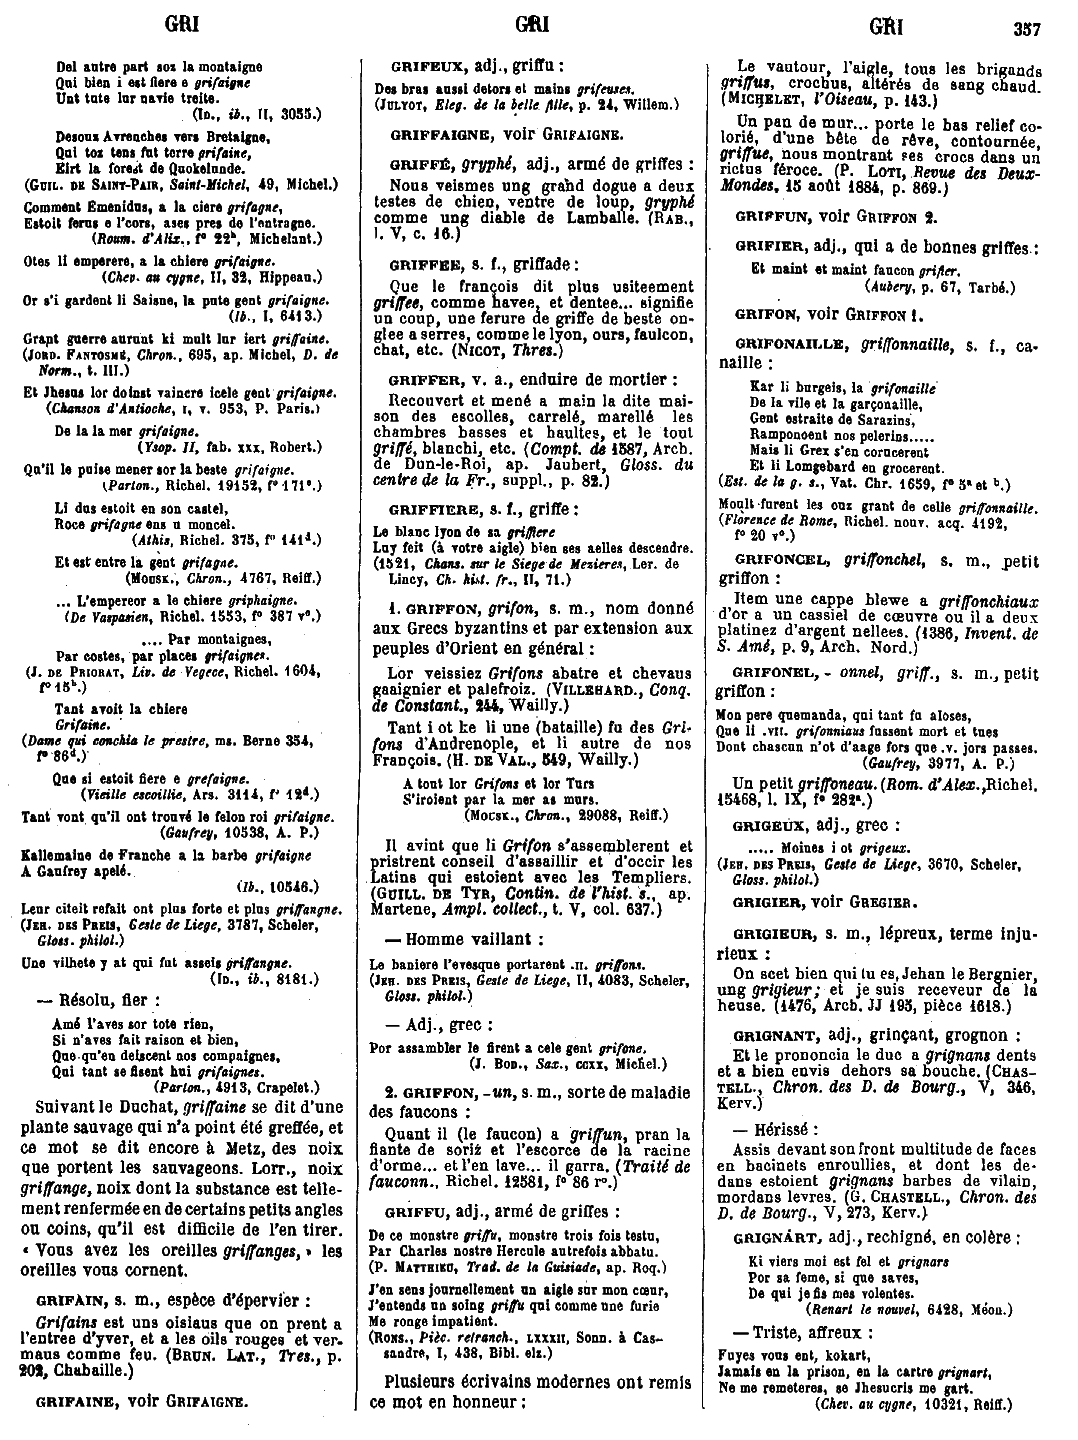 GRI
GRI
GRI
357
Del autre part soz la montaigne
Qui bien i est fiere e grifaigne
Unt tute lur navie treite.
(ID., ib., II, 3055.)
Desouz Avrenches vers Bretaigne,
Qui toz tens fut terre grifaine,
Eirt la forest de Quokelunde.
(GUIL. DE SAINT-PAIR, Saint-Michel, 49, Michel.)
Comment Emenidus, a la ciere grifagne,
Estoit ferus e l'cors, ases pres de l'entragne.
(Roum. d'Alix., f° 22ᵇ, Michelant.)
Otes li emperere, a la chiere grifaigne.
(Chev. au cygne, II, 32, Hippeau.)
Or s'i gardent li Saisne, la pute gent grifaigne.
(Ib., I, 6413.)
Grant guerre aurunt ki mult lur iert griffaine.
(JORD. FANTOSME, Chron., 695, ap. Michel, D. de
Norm., t. III.)
Et Jhesus lor doinst vaincre icele gent grifaigne.
(Chanson d'Antioche, I, v. 953, P. Paris.)
De la la mer grifaigne.
(Ysop. II, fab. XXX, Robert.)
Qu'il le puise mener sor la beste grifaigne.
(Parton., Richel. 19152, f° 171ᵉ.)
Li dus estoit en son castel,
Roce grifagne ens u moncel.
(Athis, Richel. 375, f° 141ᵈ.)
Et est entre la gent grifagne.
(MOUSK., Chron., 4767, Reiff.)
... L'empereor a le chiere griphaigne.
(De Vaspasien, Richel. 1553, f° 387 v°.)
.... Par montaignes,
Par costes, par places grifaignes.
(J. DE PRIORAT, Liv. de Vegece, Richel. 1604,
f° 15ᵇ.)
Tant avoit la chiere
Grifaine.
(Dame qui conchia le prestre, ms. Berne 354,
f° 86ᵈ.)
Que si estoit fiere e grefaigne.
(Vieille escoillie, Ars. 3114, f° 12ᵈ.)
Tant vont qu'il ont trouvé le felon roi grifaigne.
(Gaufrey, 10538, A. P.)
Kallemaine de Franche a la barbe grifaigne
A Gaufrey apelé.
(Ib., 10546.)
Leur citeit refait ont plus forte et plus griffangne.
(JEH. DES PREIS, Geste de Liege, 3787, Scheler,
Gloss. philol.)
Une vilhete y at qui fut asseis griffangne.
(ID., ib., 8181.)
— Résolu, fier :
Amé l'aves sor tote rien,
Si n'aves fait raison et bien,
Que qu'en deiscent nos compaignes,
Qui tant se fisent hui grifaignes.
(Parton., 4913, Crapelet.)
Suivant le Duchat, griffaine se dit d'une
plante sauvage qui n'a point été greffée, et
ce mot se dit encore à Metz, des noix
que portent les sauvageons. Lorr., noix
griffange, noix dont la substance est telle-
ment renfermée en de certains petits angles
ou coins, qu'il est difficile de l'en tirer.
« Vous avez les oreilles griffanges, » les
oreilles vous cornent.
GRIFAIN, s. m., espèce d'épervier :
Grifains est uns oisiaus que on prent a
l'entree d'yver, et a les oils rouges et ver-
maus comme feu. (BRUN. LAT., Tres., p.
202, Chabaille.)
GRIFAINE, voir GRIFAIGNE.
GRIFEUX, adj., griffu :
Des bras aussi detors et mains grifeuses.
(JULYOT, Eleg. de la belle fille, p. 24, Willem.)
GRIFFAIGNE, voir GRIFAIGNE.
GRIFFÉ, gryphé, adj., armé de griffes :
Nous veismes ung grand dogue a deux
testes de chien, ventre de loup, gryphé
comme ung diable de Lamballe. (RAB.,
l. V, c. 16.)
GRIFFEE, s. f., griffade :
Que le françois dit plus usiteement
griffee, comme navee, et dentee... signifie
un coup, une ferure de griffe de beste on-
glee a serres, comme le lyon, ours, faulcon,
chat, etc. (NICOT, Thres.)
GRIFFER, v. a., enduire de mortier :
Recouvert et mené a main la dite mai-
son des escolles, carrelé, marellé les
chambres basses et haultes, et le tout
griffé, blanchi, etc. (Compt. de 1587, Arch.
de Dun-le-Roi, ap. Jaubert, Gloss. du
centre de la Fr., suppl., p. 82.)
GRIFFIERE, s. f., griffe :
Le blanc lyon de sa griffiere
Luy feit (à votre aigle) bien ses aelles descendre.
(1521, Chans. sur le Siege de Mezieres, Ler. de
Lincy, Ch. hist. fr., II, 71.)
1. GRIFFON, grifon, s. m., nom donné
aux Grecs byzantins et par extension aux
peuples d'Orient en général :
Lor veissiez Grifons abatre et chevaus
gaaignier et palefroiz. (VILLEHARD., Conq.
de Constant., 244, Wailly.)
Tant i ot ke li une (bataille) fu des Gri-
fons d'Andrenople, et li autre de nos
François. (H. DE VAL., 549, Wailly.)
A tout lor Grifons et lor Turs
S'iroient par la mer as murs.
(MOUSK., Chron., 29088, Reiff.)
Il avint que li Grifon s'assemblerent et
pristrent conseil d'assaillir et d'occir les
Latins qui estoient avec les Templiers.
(GUILL. DE TYR, Contin. de l'hist. s., ap.
Martene, Ampl. collect., t. V, col. 637.)
— Homme vaillant :
Le baniere l'evesque portarent .II. griffons.
(JEH. DES PREIS, Geste de Liege, II, 4083, Scheler,
Gloss. philol.)
— Adj., grec :
Por assambler le firent a cele gent grifone.
(J. BOD., Sax., CCXX, Michel.)
2. GRIFFON, -un, s. m., sorte de maladie
des faucons :
Quant il (le faucon) a griffun, pran la
fiante de soriz et l'escorce de la racine
d'orme... et l'en lave... il garra. (Traité de
fauconn., Richel. 12581, f° 86 r°.)
GRIFFU, adj., armé de griffes :
De ce monstre griffu, monstre trois fois testu,
Par Charles nostre Hercule autrefois abbatu.
(P. MATTHIEU, Trad. de la Guisiade, ap. Roq.)
J'en sens journellement un aigle sur mon cœur,
J'entends un soing griffu qui comme une furie
Me ronge impatient.
(RONS., Pièc. retranch., LXXXII, Sonn. à Cas-
sandre, I, 438, Bibl. elz.)
Plusieurs écrivains modernes ont remis
ce mot en honneur :
Le vautour, l'aigle, tous les brigands
griffus, crochus, altérés de sang chaud.
(MICHELET, l'Oiseau, p. 143.)
Un pan de mur... porte le bas relief co-
lorié, d'une bête de rêve, contournée,
griffue, nous montrant ses crocs dans un
rictus féroce. (P. LOTI, Revue des Deux-
Mondes, 15 août 1884, p. 869.)
GRIFFUN, voir GRIFFON 2.
GRIFIER, adj., qui a de bonnes griffes :
Et maint et maint faucon grifier.
(Aubery, p. 67, Tarbé.)
GRIFON, voir GRIFFON 1.
GRIFONAILLE, griffonnaille, s. f., ca-
naille :
Kar li burgeis, la grifonaille
De la vile et la garçonaille,
Gent estraite de Sarazins,
Ramponoent nos pelerins.....
Mais li Grex s'en corucerent
Et li Lomgebard en grocerent.
(Est. de la g. s., Vat. Chr. 1659, f° 5ᵃ et ᵇ.)
Moult furent les ouz grant de celle griffonnaille.
(Florence de Rome, Richel. nouv. acq. 4192,
f° 20 v°.)
GRIFONCEL, griffonchel, s. m., petit
griffon :
Item une cappe blewe a griffonchiaux
d'or a un cassiel de cœuvre ou il a deux
platinez d'argent nellees. (1386, Invent. de
S. Amé, p. 9, Arch. Nord.)
GRIFONEL, - onnel, griff., s. m., petit
griffon :
Mon pere quemanda, qui tant fu aloses,
Que li .VII. grifonniaus fussent mort et tues
Dont chascun n'ot d'aage fors que .v. jors passes.
(Gaufrey, 3977, A. P.)
Un petit griffoneau. (Rom. d'Alex., Richel.
15468, l. IX, f° 282ᵃ.)
GRIGEUX, adj., grec :
..... Moines i ot grigeux.
(JEH. DES PREIS, Geste de Liege, 3670, Scheler,
Gloss. philol.)
GRIGIER, voir GREGIER.
GRIGIEUR, s. m., lépreux, terme inju-
rieux :
On scet bien qui tu es, Jehan le Bergnier,
ung grigieur; et je suis receveur de la
heuse. (1476, Arch. JJ 195, pièce 1618.)
GRIGNANT, adj., grinçant, grognon :
Et le prononcia le duc a grignans dents
et a bien envis dehors sa bouche. (CHAS-
TELL., Chron. des D. de Bourg., V, 346,
Kerv.)
— Hérissé :
Assis devant son front multitude de faces
en bacinets enroullies, et dont les de-
dans estoient grignans barbes de vilain,
mordans levres. (G. CHASTELL., Chron. des
D. de Bourg., V, 273, Kerv.)
GRIGNART, adj., rechigné, en colère :
Ki viers moi est fel et grignars
Por sa feme, si que saves,
De qui je fis mes volentes.
(Renart le nouvel, 6428, Méon.)
— Triste, affreux :
Fuyes vous ent, kokart,
Jamais en la prison, en la cartre grignart,
Ne me remeteres, se Jhesucris me gart.
(Chev. au cygne, 10321, Reiff.)